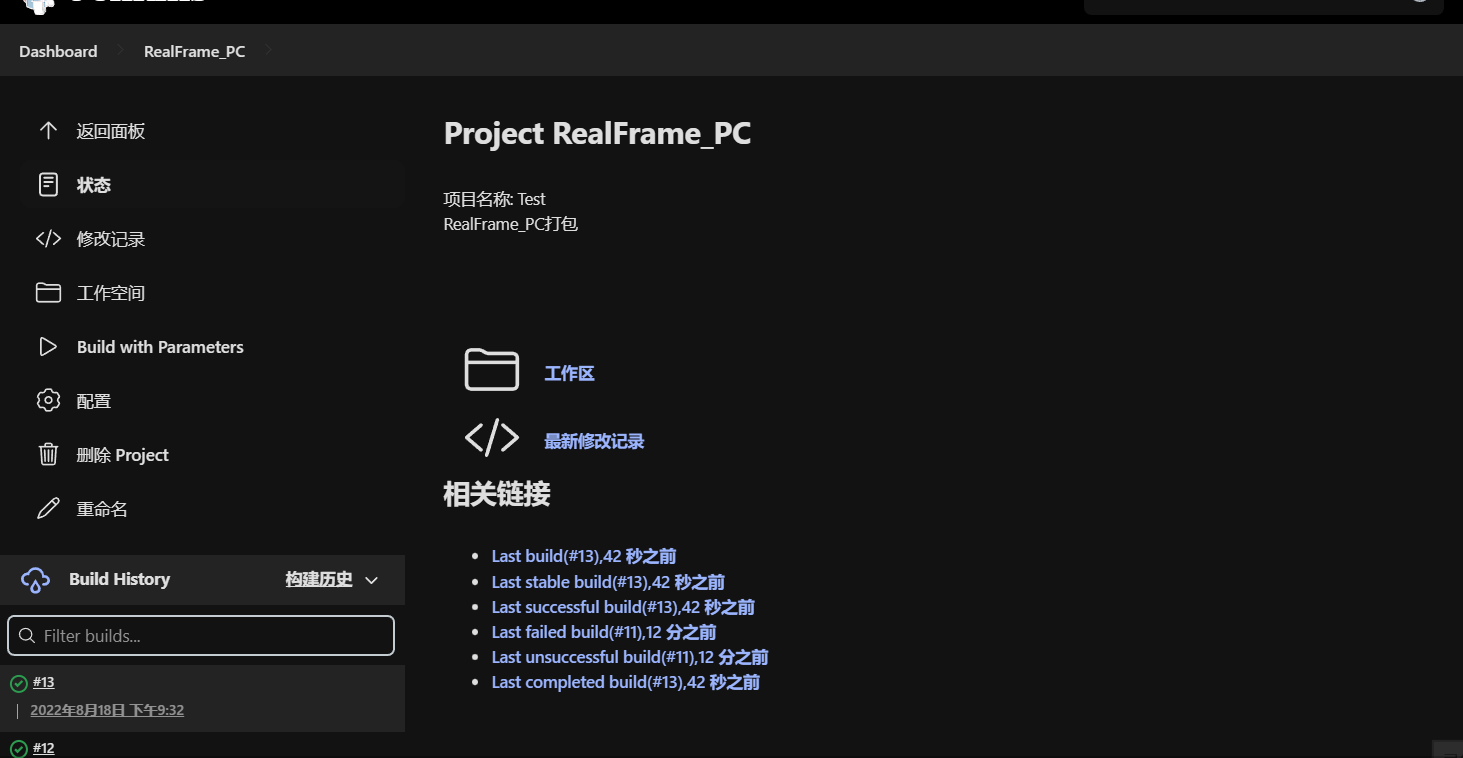 Dashboard
RealFrame_PC
返回面板
状态
修改记录
工作空间
Build with Parameters
配置
删除 Project
重命名
Build History
构建历史
Filter builds...
#13
2022年8月18日 下午9:32
#12
Project RealFrame_PC
项目名称: Test
RealFrame_PC打包
工作区
最新修改记录
相关链接
Last build(#13),42 秒之前
Last stable build(#13),42 秒之前
Last successful build(#13),42 秒之前
Last failed build(#11),12 分之前
Last unsuccessful build(#11),12 分之前
Last completed build(#13),42 秒之前